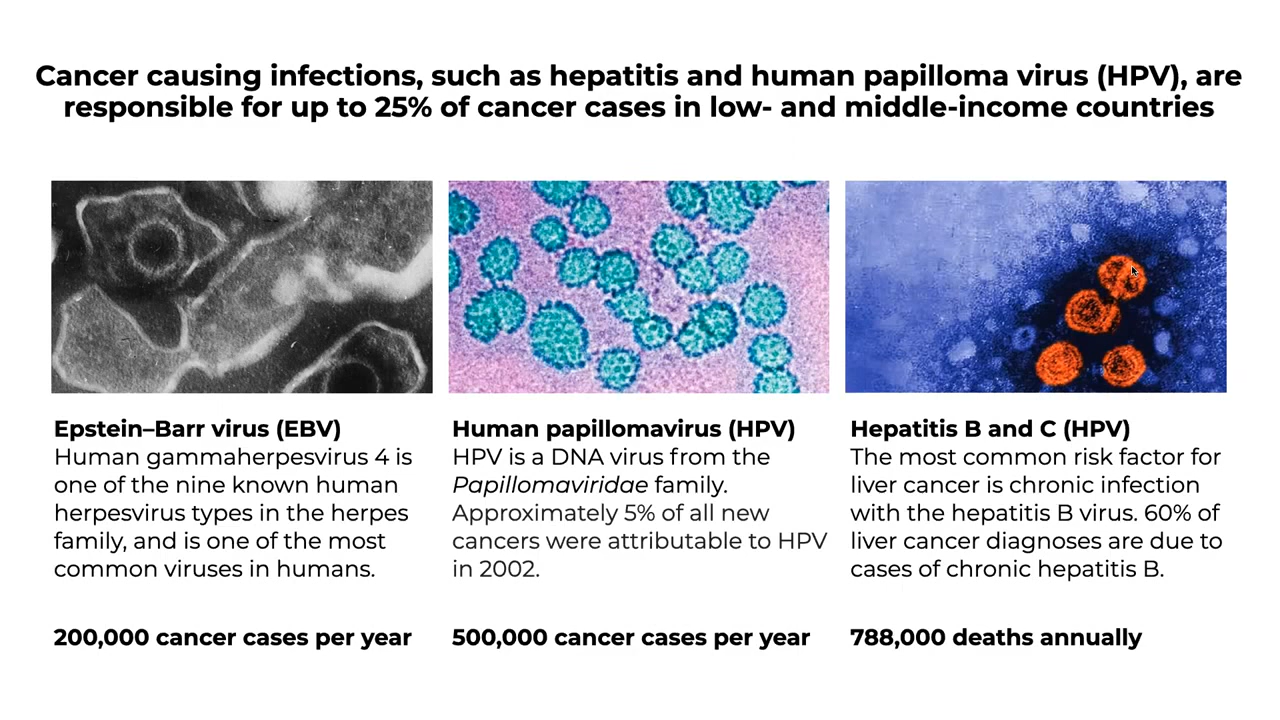 Cancer causing infections, such as hepatitis and human papilloma virus (HPV), are
responsible for up to 25% of cancer cases in low- and middle-income countries
Epstein–Barr virus (EBV)
Human gammaherpesvirus 4 is
one of the nine known human
herpesvirus types in the herpes
family, and is one of the most
common viruses in humans.
200,000 cancer cases per year
Human papillomavirus (HPV)
HPV is a DNA virus from the
Papillomaviridae family.
Approximately 5% of all new
cancers were attributable to HPV
in 2002.
500,000 cancer cases per year
Hepatitis B and C (HPV)
The most common risk factor for
liver cancer is chronic infection
with the hepatitis B virus. 60% of
liver cancer diagnoses are due to
cases of chronic hepatitis B.
788,000 deaths annually